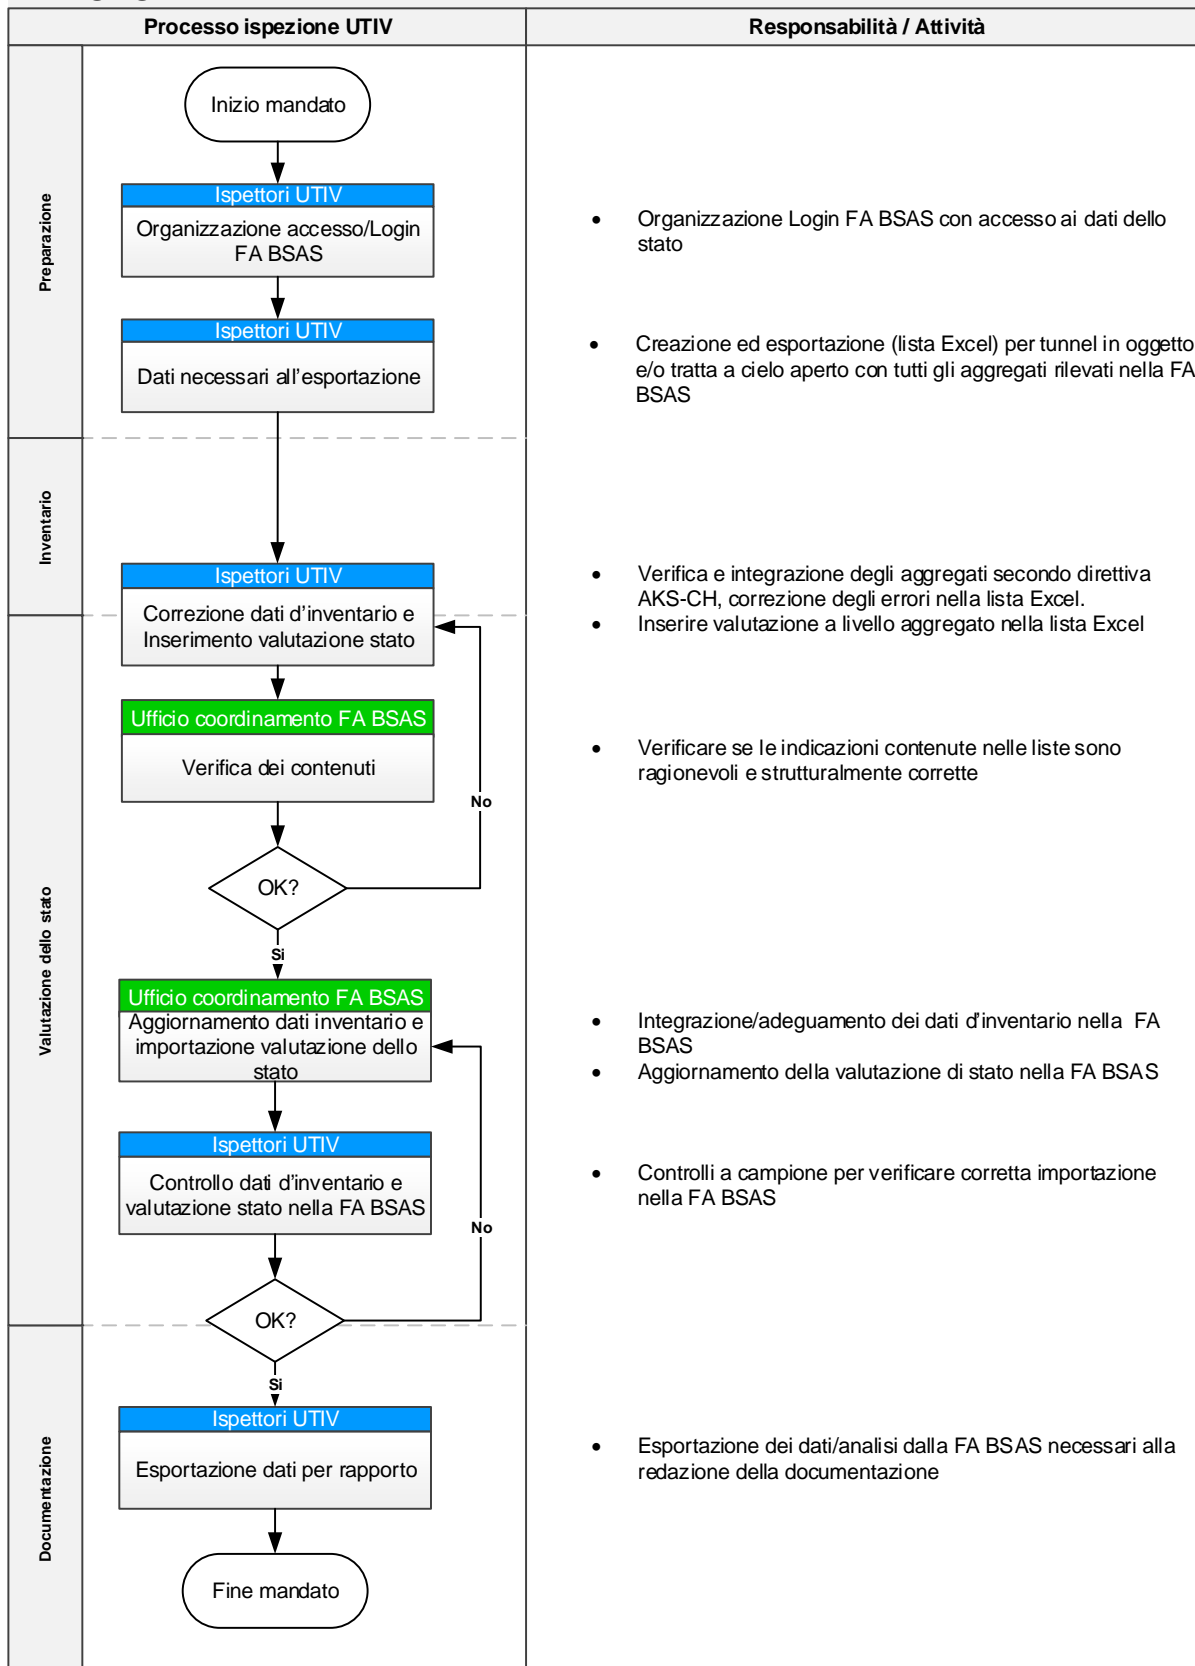 Processo ispezione UTIV
Responsabilità / Attività
Preparazione
Inizio mandato
Ispettori UTIV
Organizzazione accesso/Login
FA BSAS
• Organizzazione Login FA BSAS con accesso ai dati dello
stato
Ispettori UTIV
Dati necessari all'esportazione
• Creazione ed esportazione (lista Excel) per tunnel in oggetto
e/o tratta a cielo aperto con tutti gli aggregati rilevati nella FA
BSAS
Inventario
Ispettori UTIV
Correzione dati d'inventario e
Inserimento valutazione stato
• Verifica e integrazione degli aggregati secondo direttiva
AKS-CH, correzione degli errori nella lista Excel.
• Inserire valutazione a livello aggregato nella lista Excel
Valutazione dello stato
Ufficio coordinamento FA BSAS
Verifica dei contenuti
• Verificare se le indicazioni contenute nelle liste sono
ragionevoli e strutturalmente corrette
No
OK?
Si
Ufficio coordinamento FA BSAS
Aggiornamento dati inventario e
importazione valutazione dello
stato
• Integrazione/adeguamento dei dati d'inventario nella FA
BSAS
• Aggiornamento della valutazione di stato nella FA BSAS
Ispettori UTIV
Controllo dati d'inventario e
valutazione stato nella FA BSAS
• Controlli a campione per verificare corretta importazione
nella FA BSAS
No
OK?
Si
Documentazione
Ispettori UTIV
Esportazione dati per rapporto
• Esportazione dei dati/analisi dalla FA BSAS necessari alla
redazione della documentazione
Fine mandato